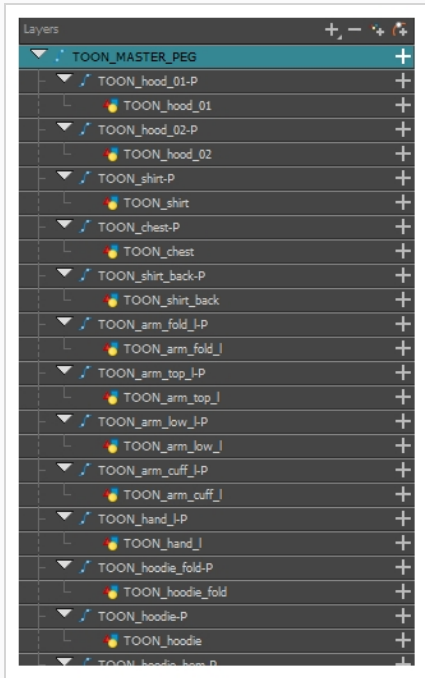 Layers
TOON_MASTER_PEG
TOON_hood_01-P
TOON_hood_01
TOON_hood_02-P
TOON_hood_02
TOON_shirt-P
TOON_shirt
TOON_chest-P
TOON_chest
TOON_shirt_back-P
TOON_shirt_back
TOON_arm_fold_l-P
TOON_arm_fold_l
TOON_arm_top_l-P
TOON_arm_top_l
TOON_arm_low_l-P
TOON_arm_low_l
TOON_arm_cuff_l-P
TOON_arm_cuff_l
TOON_hand_l-P
TOON_hand_l
TOON_hoodie_fold-P
TOON_hoodie_fold
TOON_hoodie-P
TOON_hoodie
TOON_hoodie_hem-P